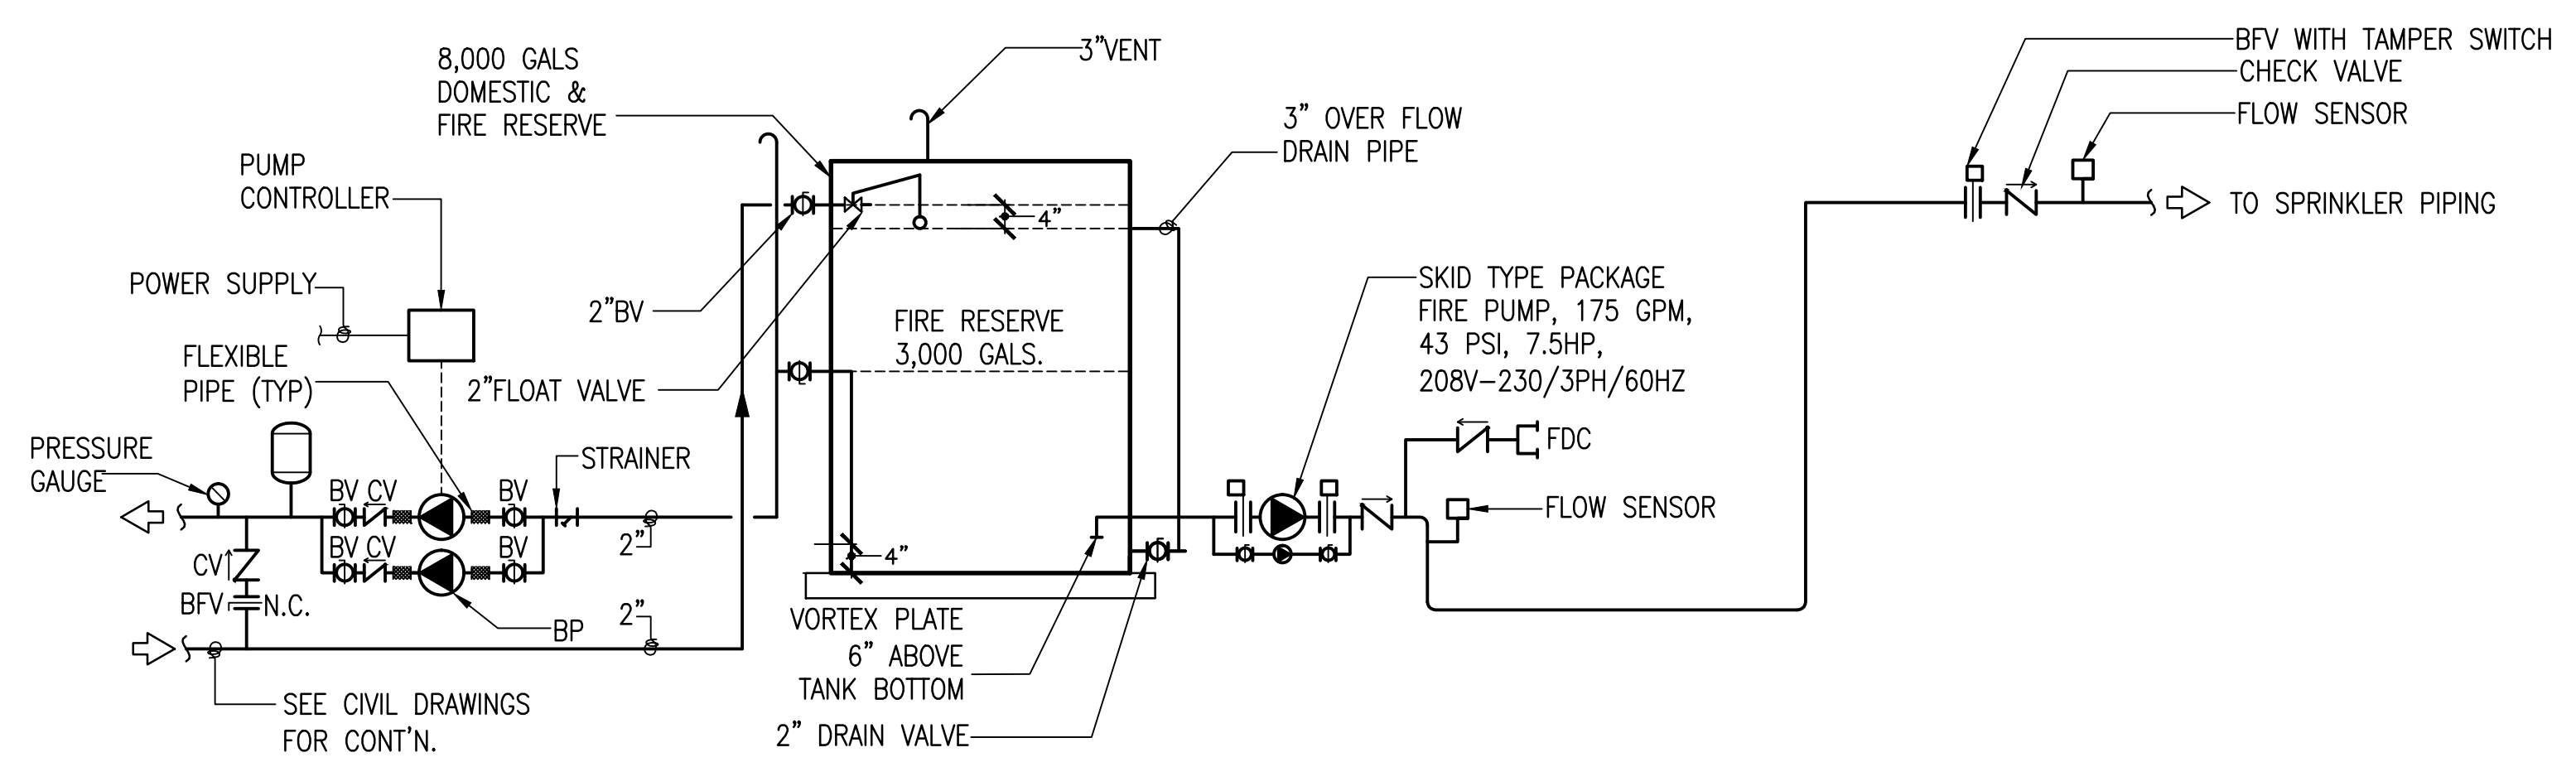 8,000 GALS
DOMESTIC &
FIRE RESERVE
3"VENT
3" OVER FLOW
DRAIN PIPE
BFV WITH TAMPER SWITCH
CHECK VALVE
FLOW SENSOR
TO SPRINKLER PIPING
PUMP
CONTROLLER
POWER SUPPLY
FLEXIBLE
PIPE (TYP)
PRESSURE
GAUGE
2"BV
2"FLOAT VALVE
4"
FIRE RESERVE
3,000 GALS.
SKID TYPE PACKAGE
FIRE PUMP, 175 GPM,
43 PSI, 7.5HP,
208V-230/3PH/60HZ
FDC
FLOW SENSOR
STRAINER
BV CV
BV
BV CV
BV
2"
4"
CV
BFV
N.C.
BP
2"
VORTEX PLATE
6" ABOVE
TANK BOTTOM
2" DRAIN VALVE
SEE CIVIL DRAWINGS
FOR CONT'N.